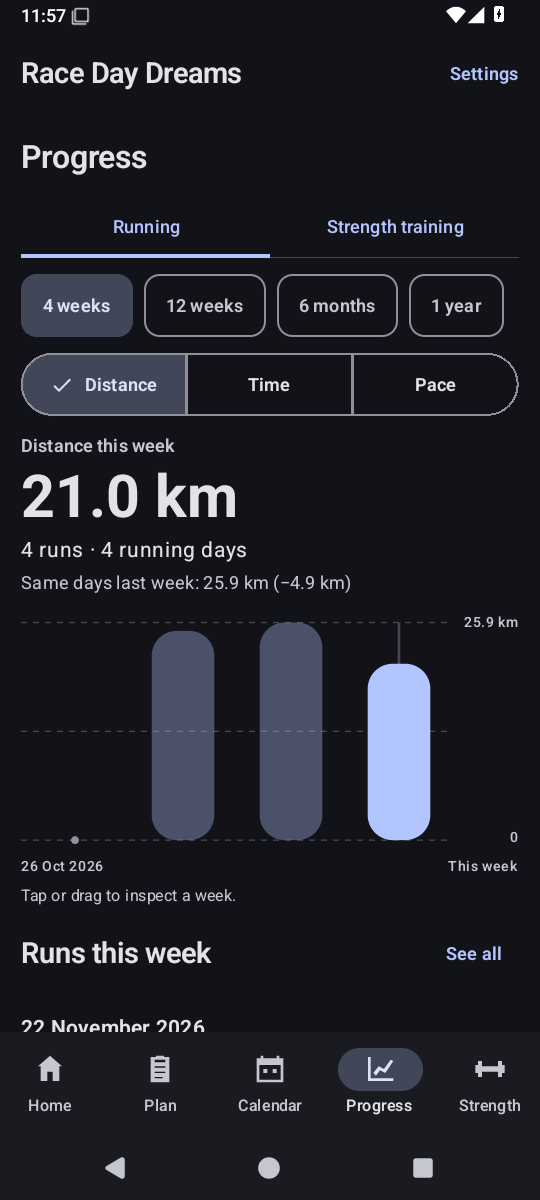 11:57
Race Day Dreams
Settings
Progress
Running
Strength training
4 weeks
12 weeks
6 months
1 year
Distance
Time
Pace
Distance this week
21.0 km
4 runs · 4 running days
Same days last week: 25.9 km (−4.9 km)
25.9 km
0
26 Oct 2026
This week
Tap or drag to inspect a week.
Runs this week
See all
22 November 2026
Home
Plan
Calendar
Progress
Strength